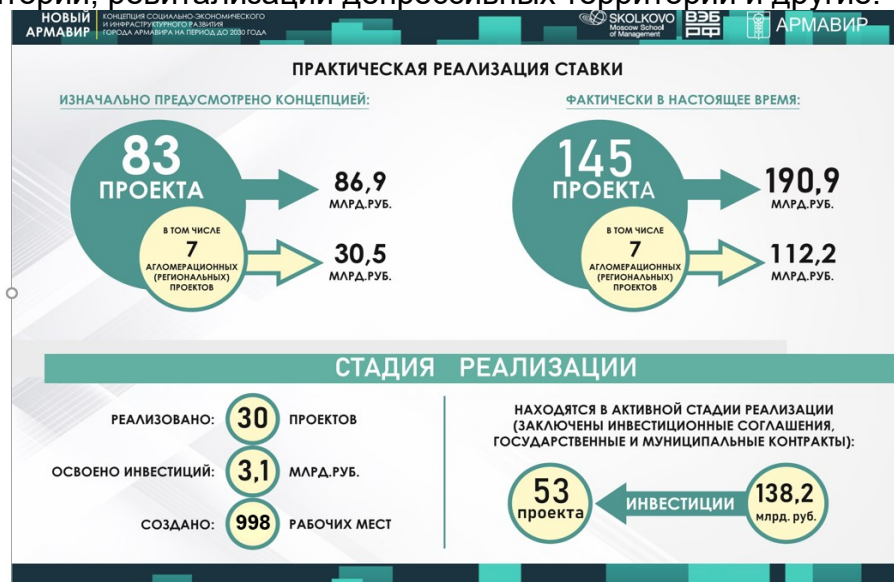 тории, ревитализации депрессивных территорий и другие.
НОВЫЙ
АРМАВИР
КОНЦЕПЦИЯ СОЦИАЛЬНО-ЭКОНОМИЧЕСКОГО
И ИНФРАСТРУКТУРНОГО РАЗВИТИЯ
ГОРОДА АРМАВИРА НА ПЕРИОД ДО 2030 ГОДА
SKOLKOVO
Moscow School
of Management
ВЭБ
РФ
АРМАВИР
ПРАКТИЧЕСКАЯ РЕАЛИЗАЦИЯ СТАВКИ
ИЗНАЧАЛЬНО ПРЕДУСМОТРЕНО КОНЦЕПЦИЕЙ:
83
ПРОЕКТА
86,9
МЛРД.РУБ.
В ТОМ ЧИСЛЕ
7
АГЛОМЕРАЦИОННЫХ
(РЕГИОНАЛЬНЫХ)
ПРОЕКТОВ
30,5
МЛРД.РУБ.
ФАКТИЧЕСКИ В НАСТОЯЩЕЕ ВРЕМЯ:
145
ПРОЕКТА
190,9
МЛРД.РУБ.
В ТОМ ЧИСЛЕ
7
АГЛОМЕРАЦИОННЫХ
(РЕГИОНАЛЬНЫХ)
ПРОЕКТОВ
112,2
МЛРД.РУБ.
СТАДИЯ РЕАЛИЗАЦИИ
РЕАЛИЗОВАНО: 30 ПРОЕКТОВ
ОСВОЕНО ИНВЕСТИЦИЙ: 3,1 МЛРД.РУБ.
СОЗДАНО: 998 РАБОЧИХ МЕСТ
НАХОДЯТСЯ В АКТИВНОЙ СТАДИИ РЕАЛИЗАЦИИ
(ЗАКЛЮЧЕНЫ ИНВЕСТИЦИОННЫЕ СОГЛАШЕНИЯ,
ГОСУДАРСТВЕННЫЕ И МУНИЦИПАЛЬНЫЕ КОНТРАКТЫ):
53
проекта
ИНВЕСТИЦИИ
138,2
млрд. руб.